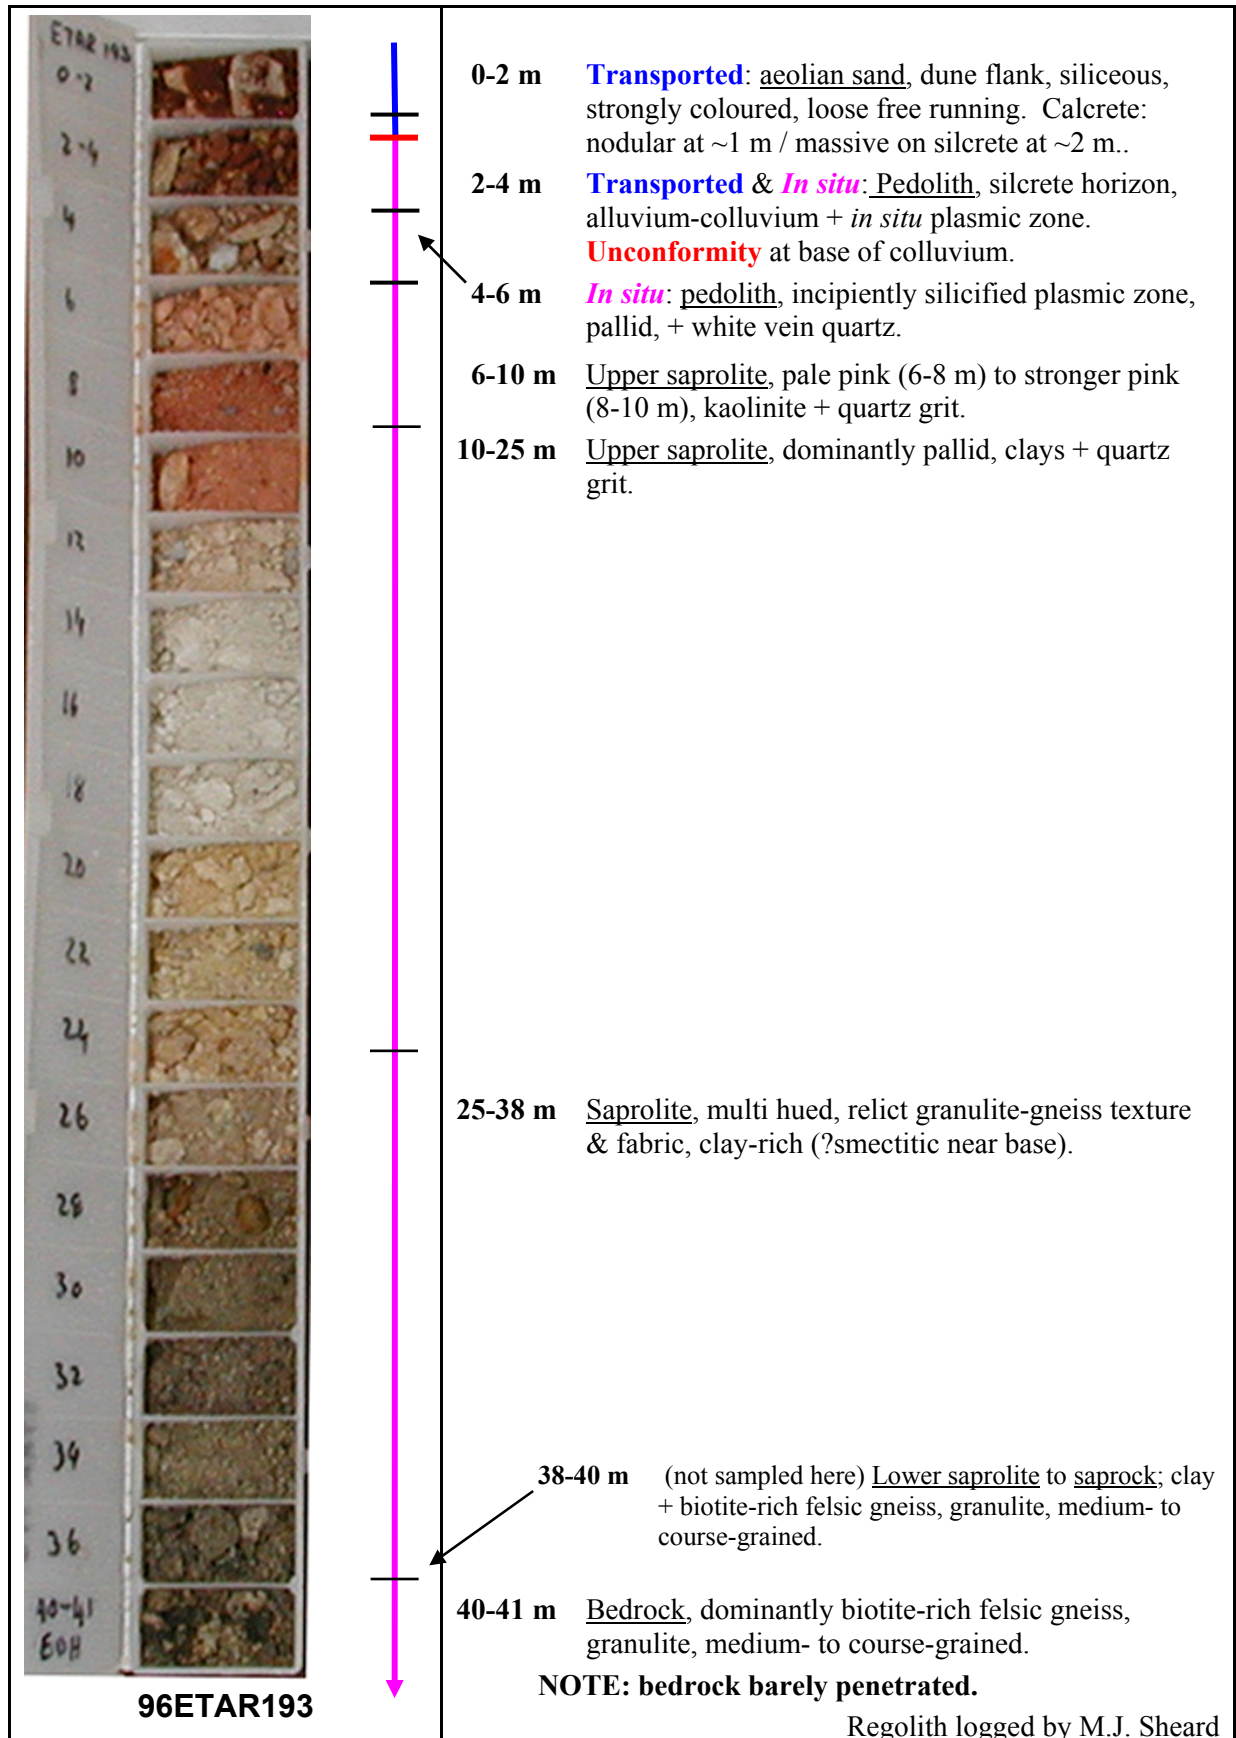 ETAR 193
0-2
2-4
4
6
8
10
12
14
16
18
20
22
24
26
28
30
32
34
36
40-41
EOH
96ETAR193
0-2 m Transported: aeolian sand, dune flank, siliceous,
strongly coloured, loose free running. Calcrete:
nodular at ~1 m / massive on silcrete at ~2 m..
2-4 m Transported & In situ: Pedolith, silcrete horizon,
alluvium-colluvium + in situ plasmic zone.
Unconformity at base of colluvium.
4-6 m In situ: pedolith, incipiently silicified plasmic zone,
pallid, + white vein quartz.
6-10 m Upper saprolite, pale pink (6-8 m) to stronger pink
(8-10 m), kaolinite + quartz grit.
10-25 m Upper saprolite, dominantly pallid, clays + quartz
grit.
25-38 m Saprolite, multi hued, relict granulite-gneiss texture
& fabric, clay-rich (?smectitic near base).
38-40 m (not sampled here) Lower saprolite to saprock; clay
+ biotite-rich felsic gneiss, granulite, medium- to
course-grained.
40-41 m Bedrock, dominantly biotite-rich felsic gneiss,
granulite, medium- to course-grained.
NOTE: bedrock barely penetrated.
Regolith logged by M.J. Sheard